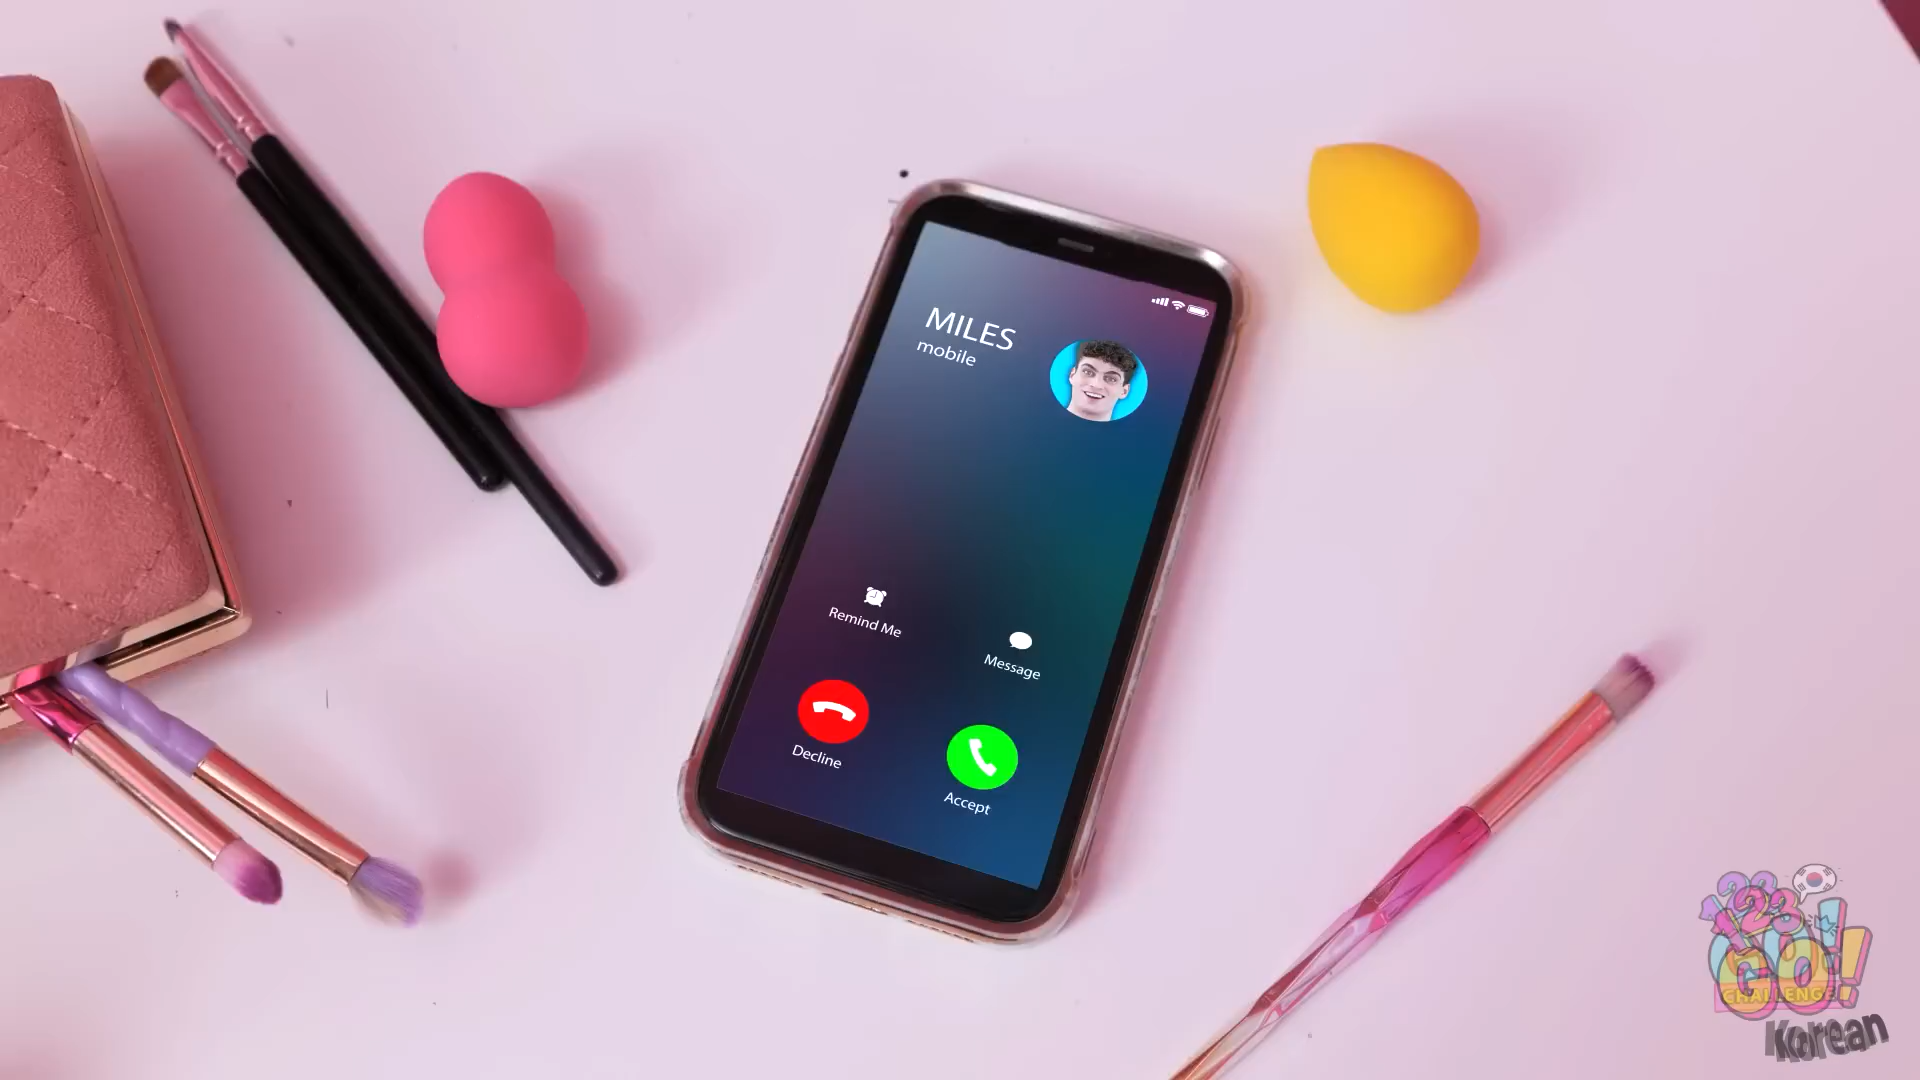 MILES
mobile
Remind Me
Message
Decline
Accept
123
GO!
CHALLENGE
Korean